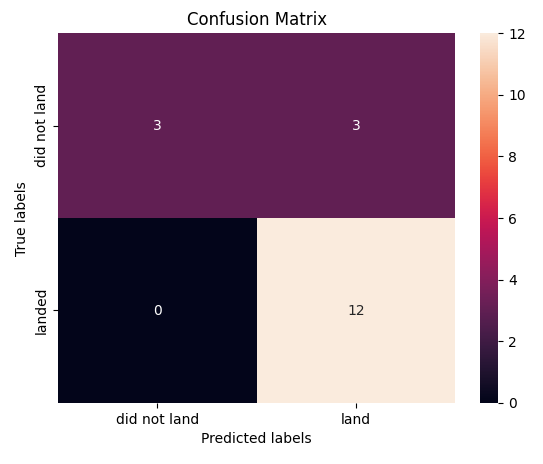 Confusion Matrix
True labels
did not land
3 3
landed
0 12
did not land land
Predicted labels
12
10
8
6
4
2
0